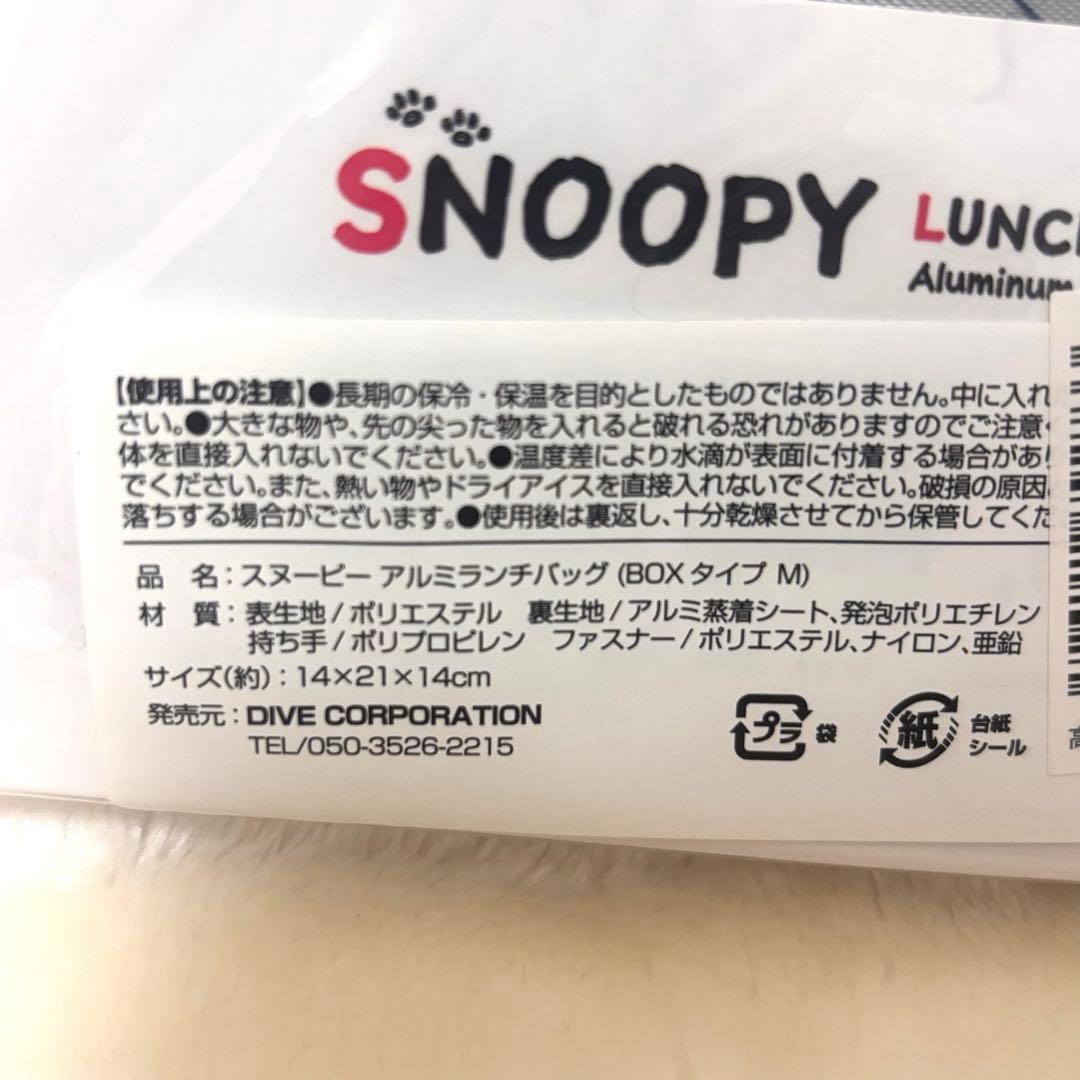 SNOOPY LUNCH
Aluminum
【使用上の注意】●長期の保冷・保温を目的としたものではありません。中に入れ
さい。●大きな物や、先の尖った物を入れると破れる恐れがありますのでご注意
体を直接入れないでください。●温度差により水滴が表面に付着する場合があり
でください。また、熱い物やドライアイスを直接入れないでください。破損の原因
落ちする場合がございます。●使用後は裏返し、十分乾燥させてから保管してくだ
品 名：スヌーピー アルミランチバッグ (BOXタイプ M)
材 質：表生地/ポリエステル 裏生地/アルミ蒸着シート、発泡ポリエチレン
持ち手/ポリプロピレン ファスナー/ポリエステル、ナイロン、亜鉛
サイズ(約)：14×21×14cm
発売元：DIVE CORPORATION
TEL/050-3526-2215
プラ 袋
紙 台紙
シール